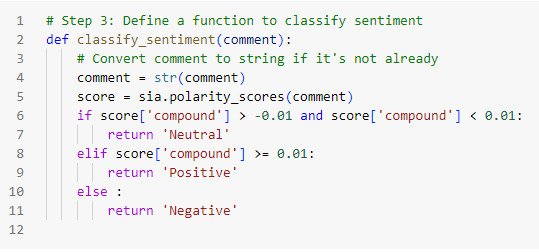 1 # Step 3: Define a function to classify sentiment
2 def classify_sentiment(comment):
3     # Convert comment to string if it's not already
4     comment = str(comment)
5     score = sia.polarity_scores(comment)
6     if score['compound'] > -0.01 and score['compound'] < 0.01:
7         return 'Neutral'
8     elif score['compound'] >= 0.01:
9         return 'Positive'
10     else :
11         return 'Negative'
12